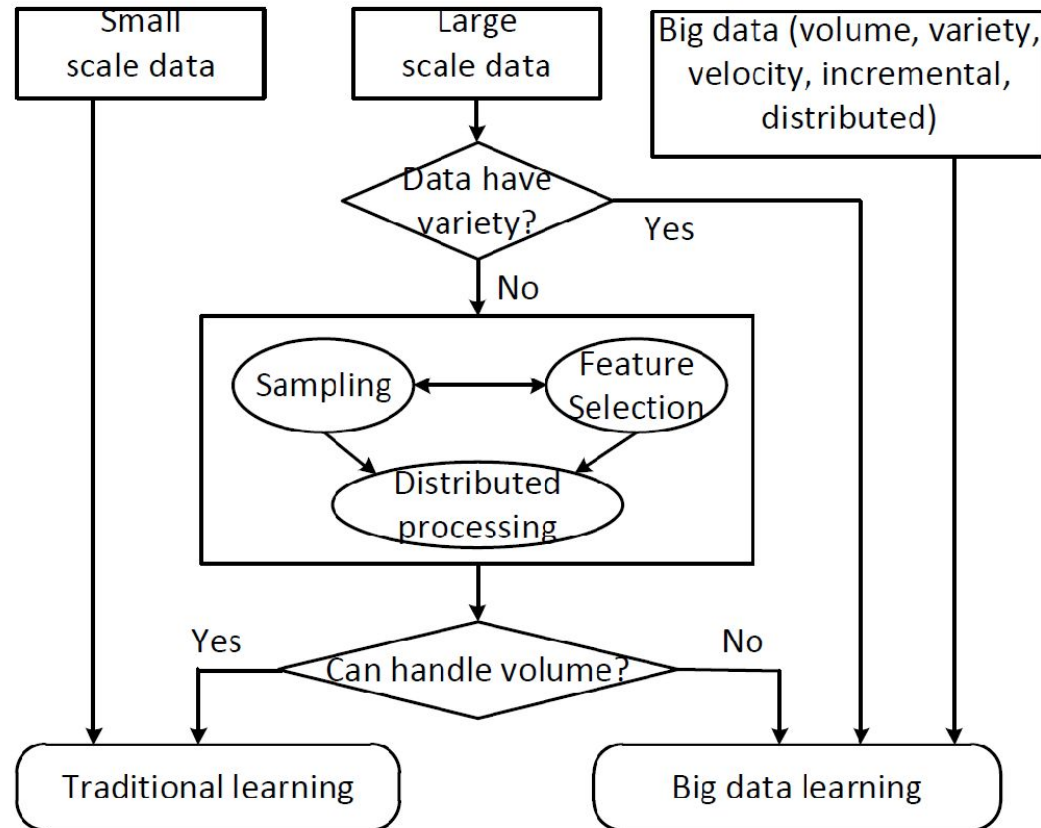 Small
scale data
Large
scale data
Big data (volume, variety,
velocity, incremental,
distributed)
Data have
variety?
Yes
No
Sampling
Feature
Selection
Distributed
processing
Yes
Can handle volume?
No
Traditional learning
Big data learning